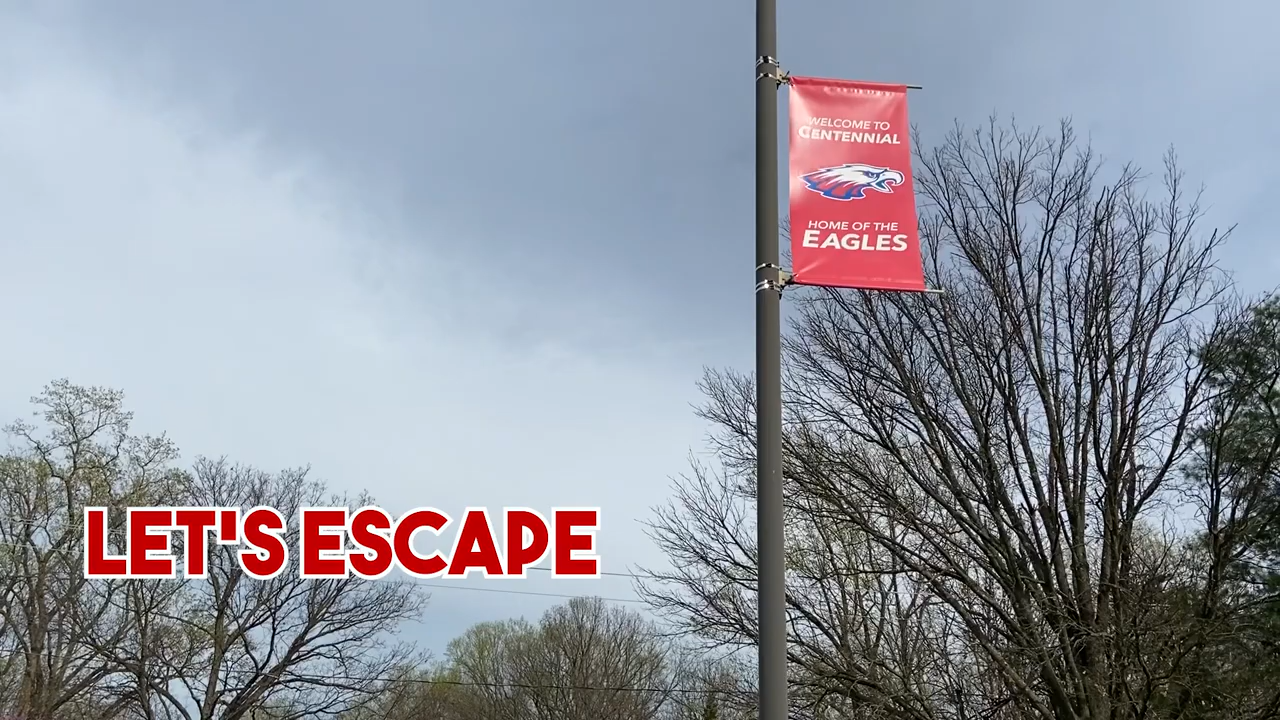 WELCOME TO
CENTENNIAL
HOME OF THE
EAGLES
LET'S ESCAPE